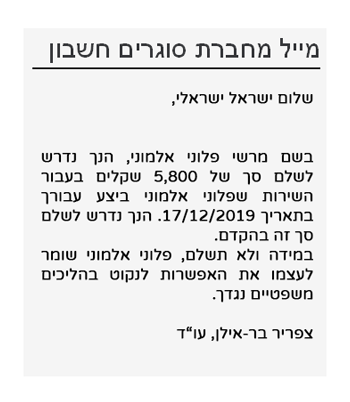 מייל מחברת סוגרים חשבון
שלום ישראל ישראלי,
בשם מרשי פלוני אלמוני, הנך נדרש
לשלם סך של 5,800 שקלים בעבור
השירות שפלוני אלמוני ביצע עבורך
בתאריך 17/12/2019. הנך נדרש לשלם
סך זה בהקדם.
במידה ולא תשלם, פלוני אלמוני שומר
לעצמו את האפשרות לנקוט בהליכים
משפטיים נגדך.
צפריר בר-אילן, עו“ד